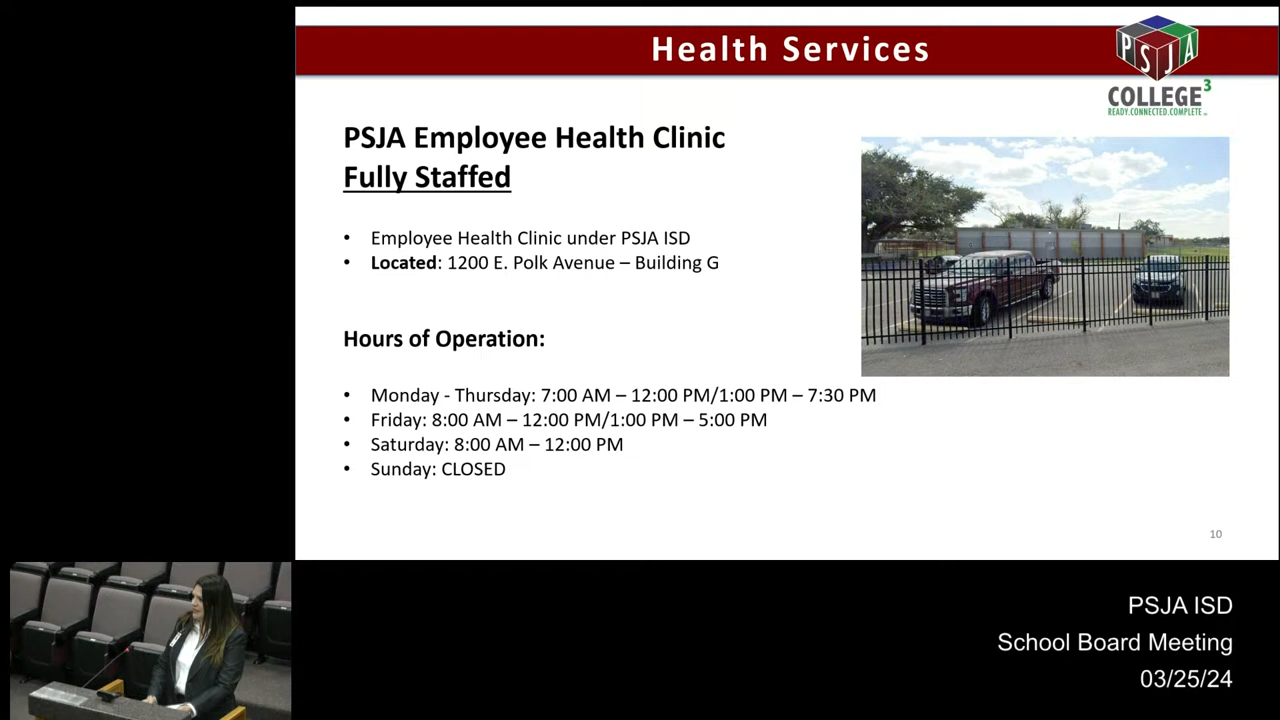 Health Services
P S J A
COLLEGE³
READY.CONNECTED.COMPLETE
PSJA Employee Health Clinic
Fully Staffed
• Employee Health Clinic under PSJA ISD
• Located: 1200 E. Polk Avenue – Building G
Hours of Operation:
• Monday - Thursday: 7:00 AM – 12:00 PM/1:00 PM – 7:30 PM
• Friday: 8:00 AM – 12:00 PM/1:00 PM – 5:00 PM
• Saturday: 8:00 AM – 12:00 PM
• Sunday: CLOSED
10
PSJA ISD
School Board Meeting
03/25/24